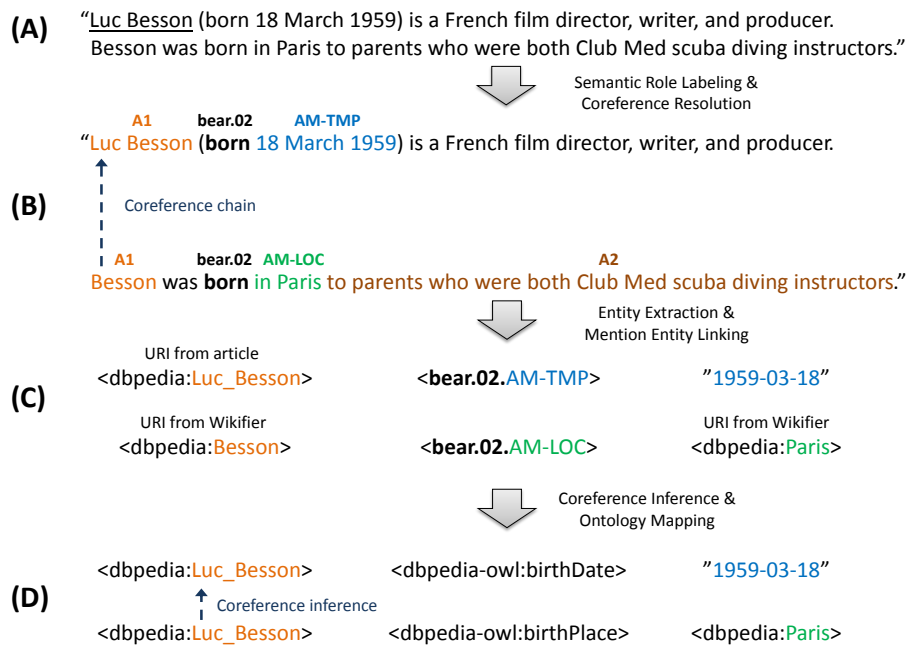 (A)
“Luc Besson (born 18 March 1959) is a French film director, writer, and producer.
Besson was born in Paris to parents who were both Club Med scuba diving instructors.”
Semantic Role Labeling &
Coreference Resolution
A1 bear.02 AM-TMP
“Luc Besson (born 18 March 1959) is a French film director, writer, and producer.
(B)
Coreference chain
A1 bear.02 AM-LOC A2
Besson was born in Paris to parents who were both Club Med scuba diving instructors.”
Entity Extraction &
Mention Entity Linking
URI from article
<dbpedia:Luc_Besson> <bear.02.AM-TMP> ”1959-03-18”
(C)
URI from Wikifier URI from Wikifier
<dbpedia:Besson> <bear.02.AM-LOC> <dbpedia:Paris>
Coreference Inference &
Ontology Mapping
<dbpedia:Luc_Besson> <dbpedia-owl:birthDate> ”1959-03-18”
(D)
Coreference inference
<dbpedia:Luc_Besson> <dbpedia-owl:birthPlace> <dbpedia:Paris>